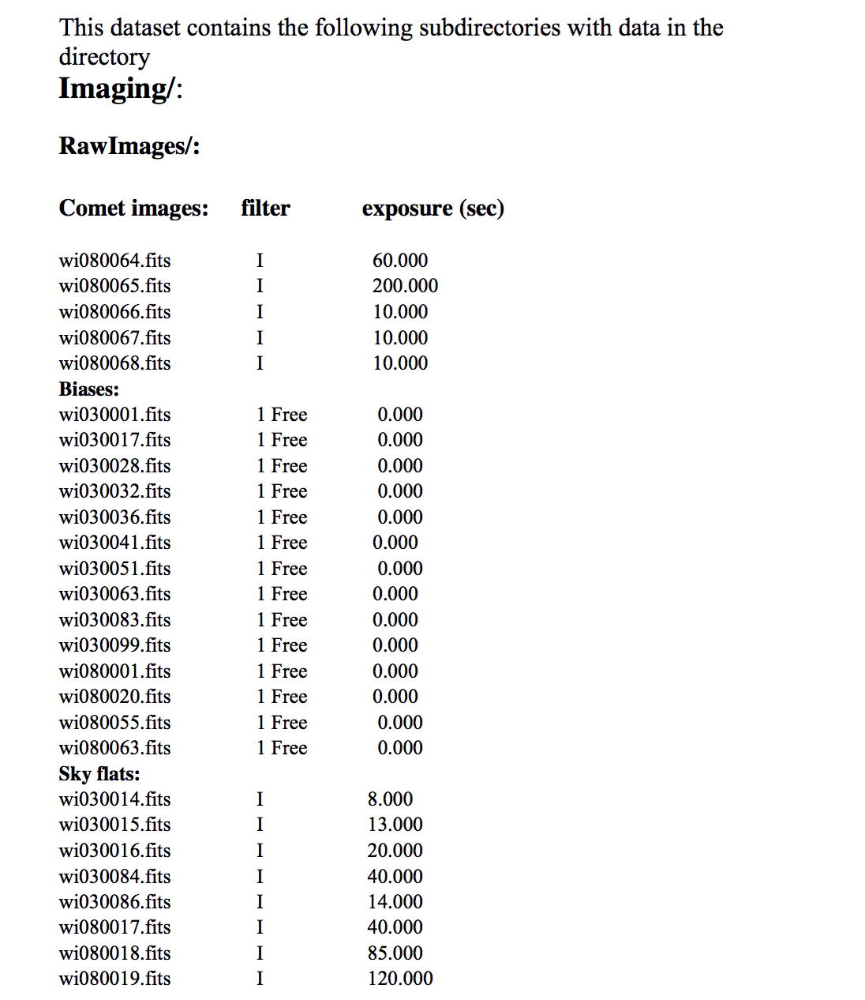 This dataset contains the following subdirectories with data in the
directory
Imaging/:
RawImages/:
Comet images: filter exposure (sec)
wi080064.fits I 60.000
wi080065.fits I 200.000
wi080066.fits I 10.000
wi080067.fits I 10.000
wi080068.fits I 10.000
Biases:
wi030001.fits 1 Free 0.000
wi030017.fits 1 Free 0.000
wi030028.fits 1 Free 0.000
wi030032.fits 1 Free 0.000
wi030036.fits 1 Free 0.000
wi030041.fits 1 Free 0.000
wi030051.fits 1 Free 0.000
wi030063.fits 1 Free 0.000
wi030083.fits 1 Free 0.000
wi030099.fits 1 Free 0.000
wi080001.fits 1 Free 0.000
wi080020.fits 1 Free 0.000
wi080055.fits 1 Free 0.000
wi080063.fits 1 Free 0.000
Sky flats:
wi030014.fits I 8.000
wi030015.fits I 13.000
wi030016.fits I 20.000
wi030084.fits I 40.000
wi030086.fits I 14.000
wi080017.fits I 40.000
wi080018.fits I 85.000
wi080019.fits I 120.000